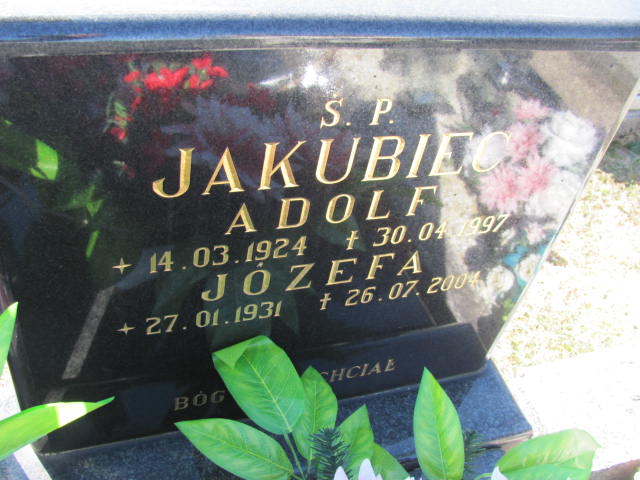 Ś. P.
JAKUBIEC
ADOLF
+ 14.03.1924 † 30.04.1997
JÓZEFA
+ 27.01.1931 † 26.07.2004
BÓG CHCIAŁ